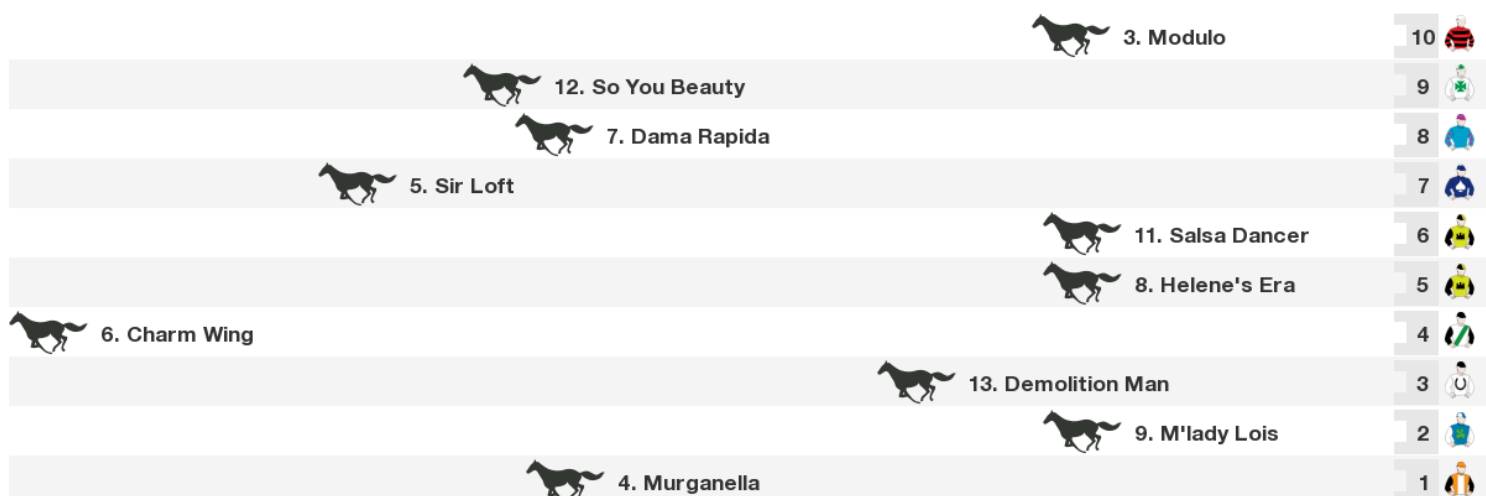 3. Modulo 10
12. So You Beauty 9
7. Dama Rapida 8
5. Sir Loft 7
11. Salsa Dancer 6
8. Helene's Era 5
6. Charm Wing 4
13. Demolition Man 3
9. M'lady Lois 2
4. Murganella 1